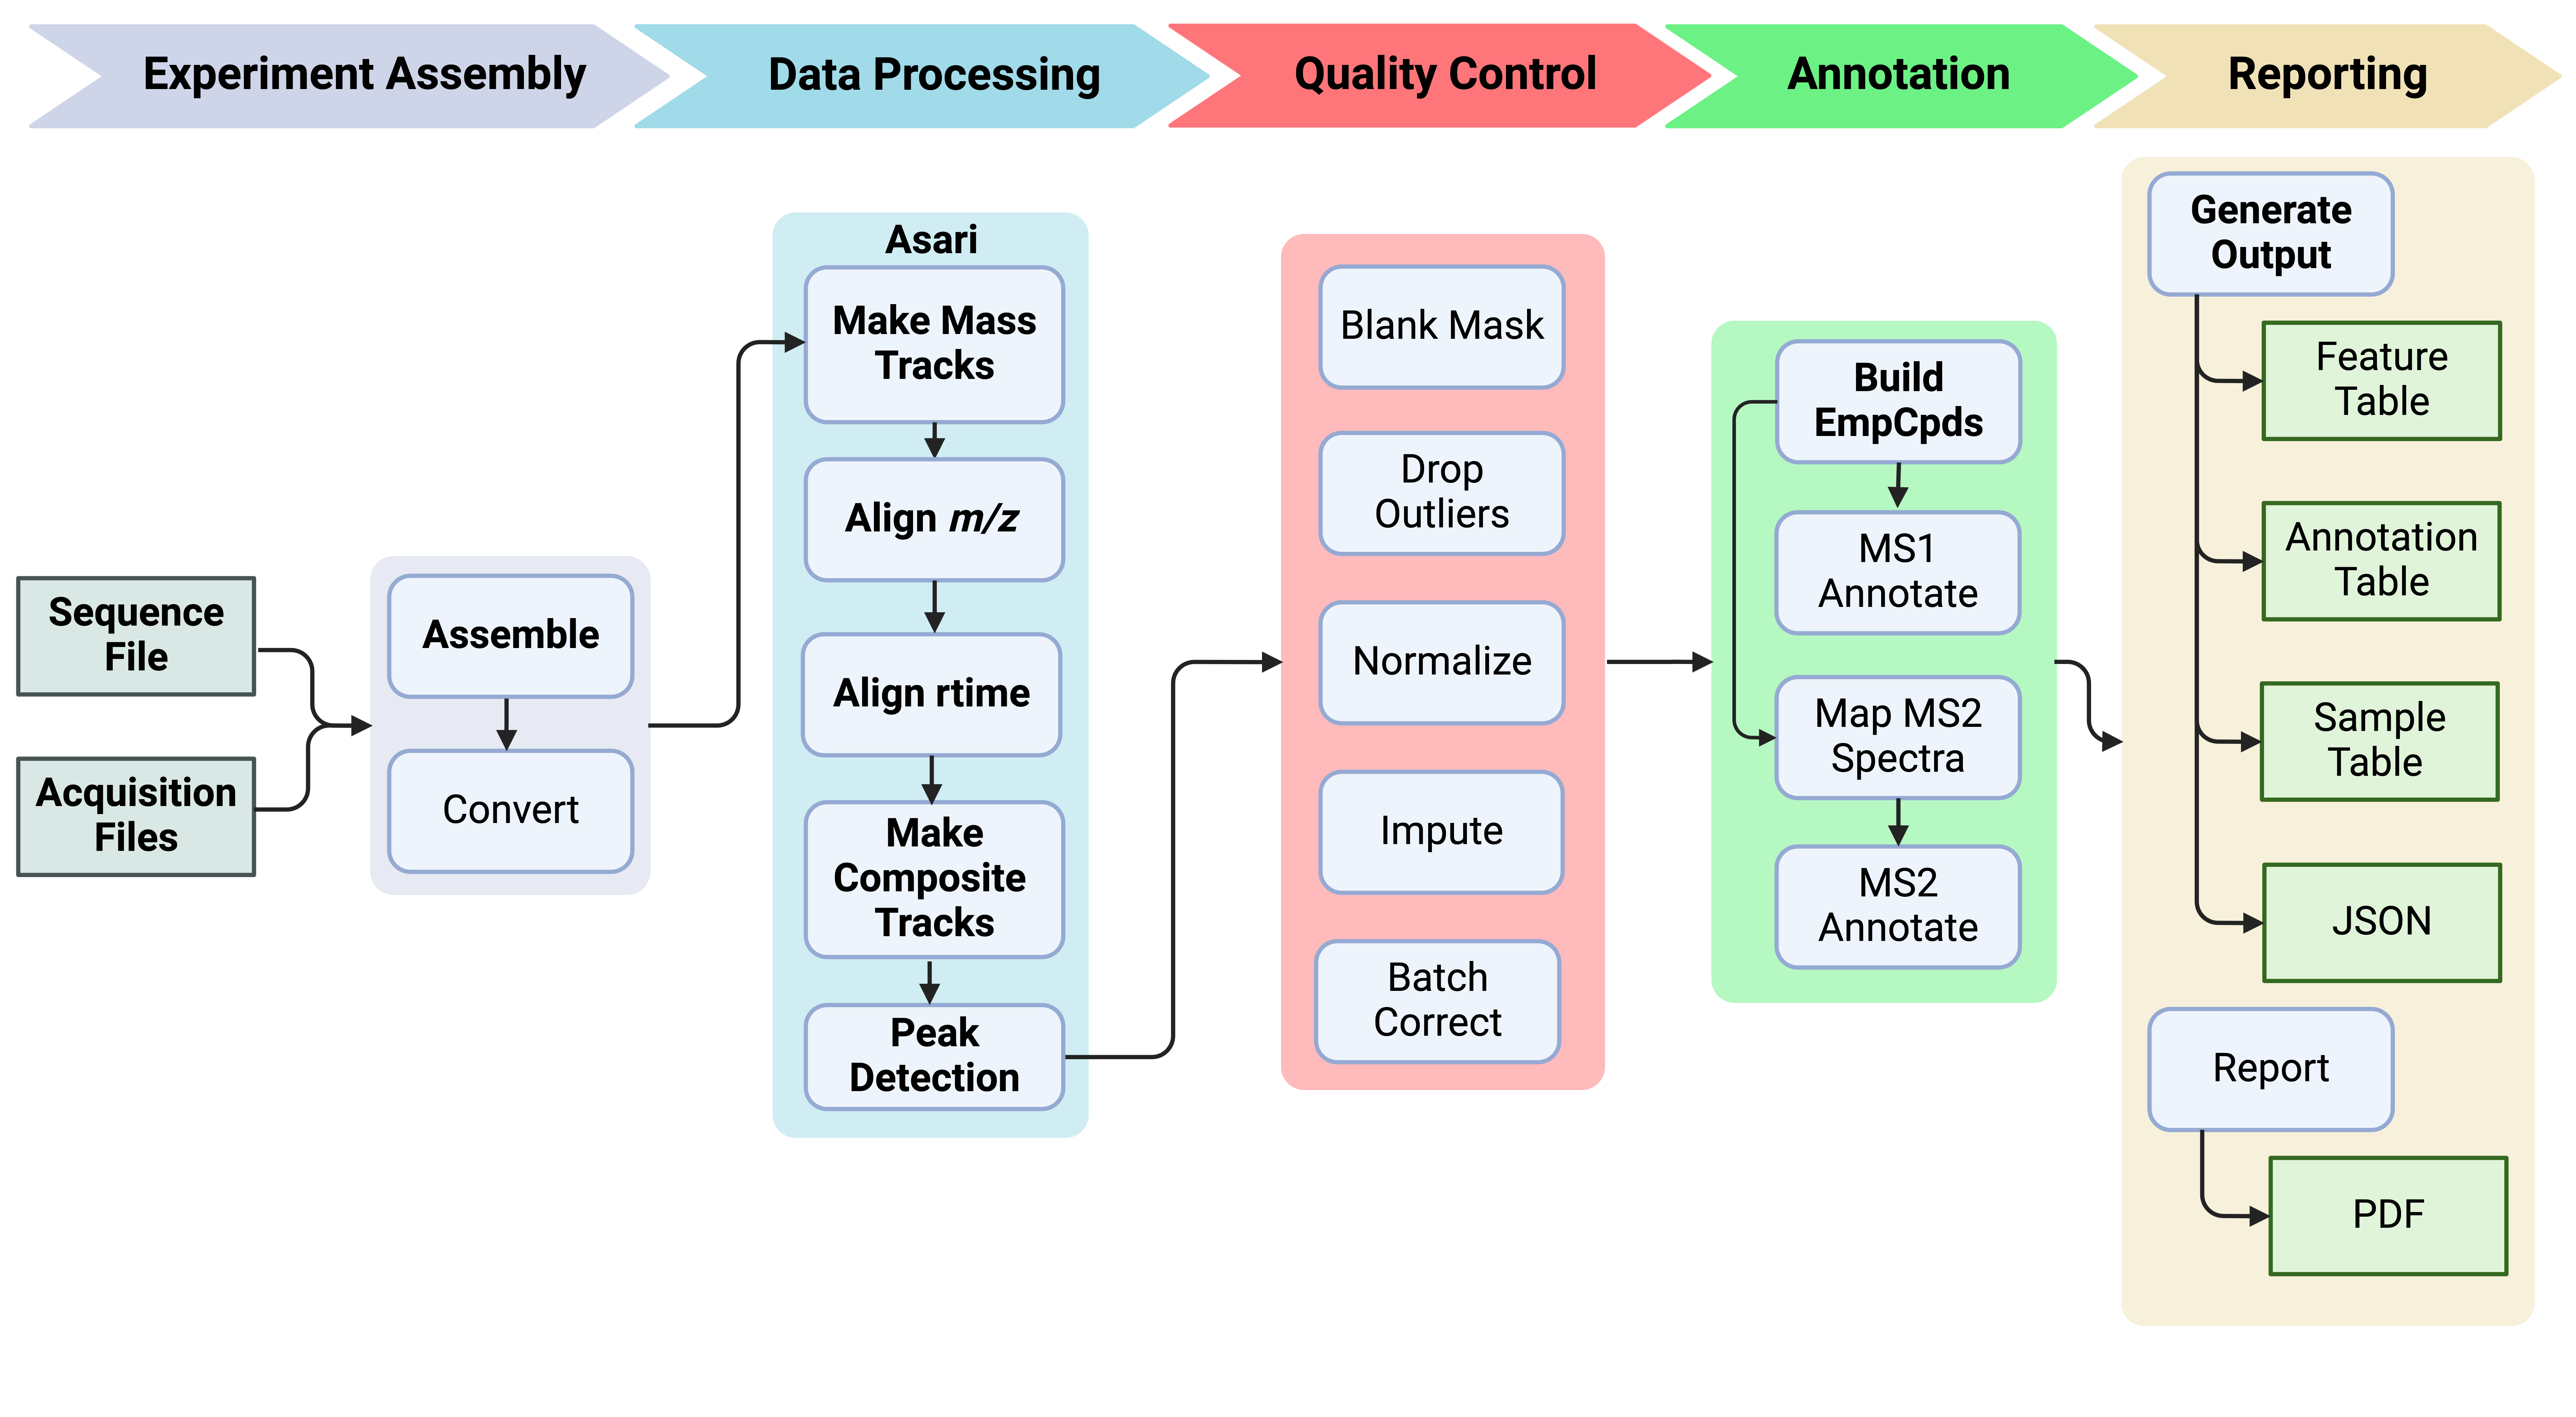 Experiment Assembly
Data Processing
Quality Control
Annotation
Reporting
Sequence
File
Acquisition
Files
Assemble
Convert
Asari
Make Mass
Tracks
Align m/z
Align rtime
Make
Composite
Tracks
Peak
Detection
Blank Mask
Drop
Outliers
Normalize
Impute
Batch
Correct
Build
EmpCpds
MS1
Annotate
Map MS2
Spectra
MS2
Annotate
Generate
Output
Feature
Table
Annotation
Table
Sample
Table
JSON
Report
PDF